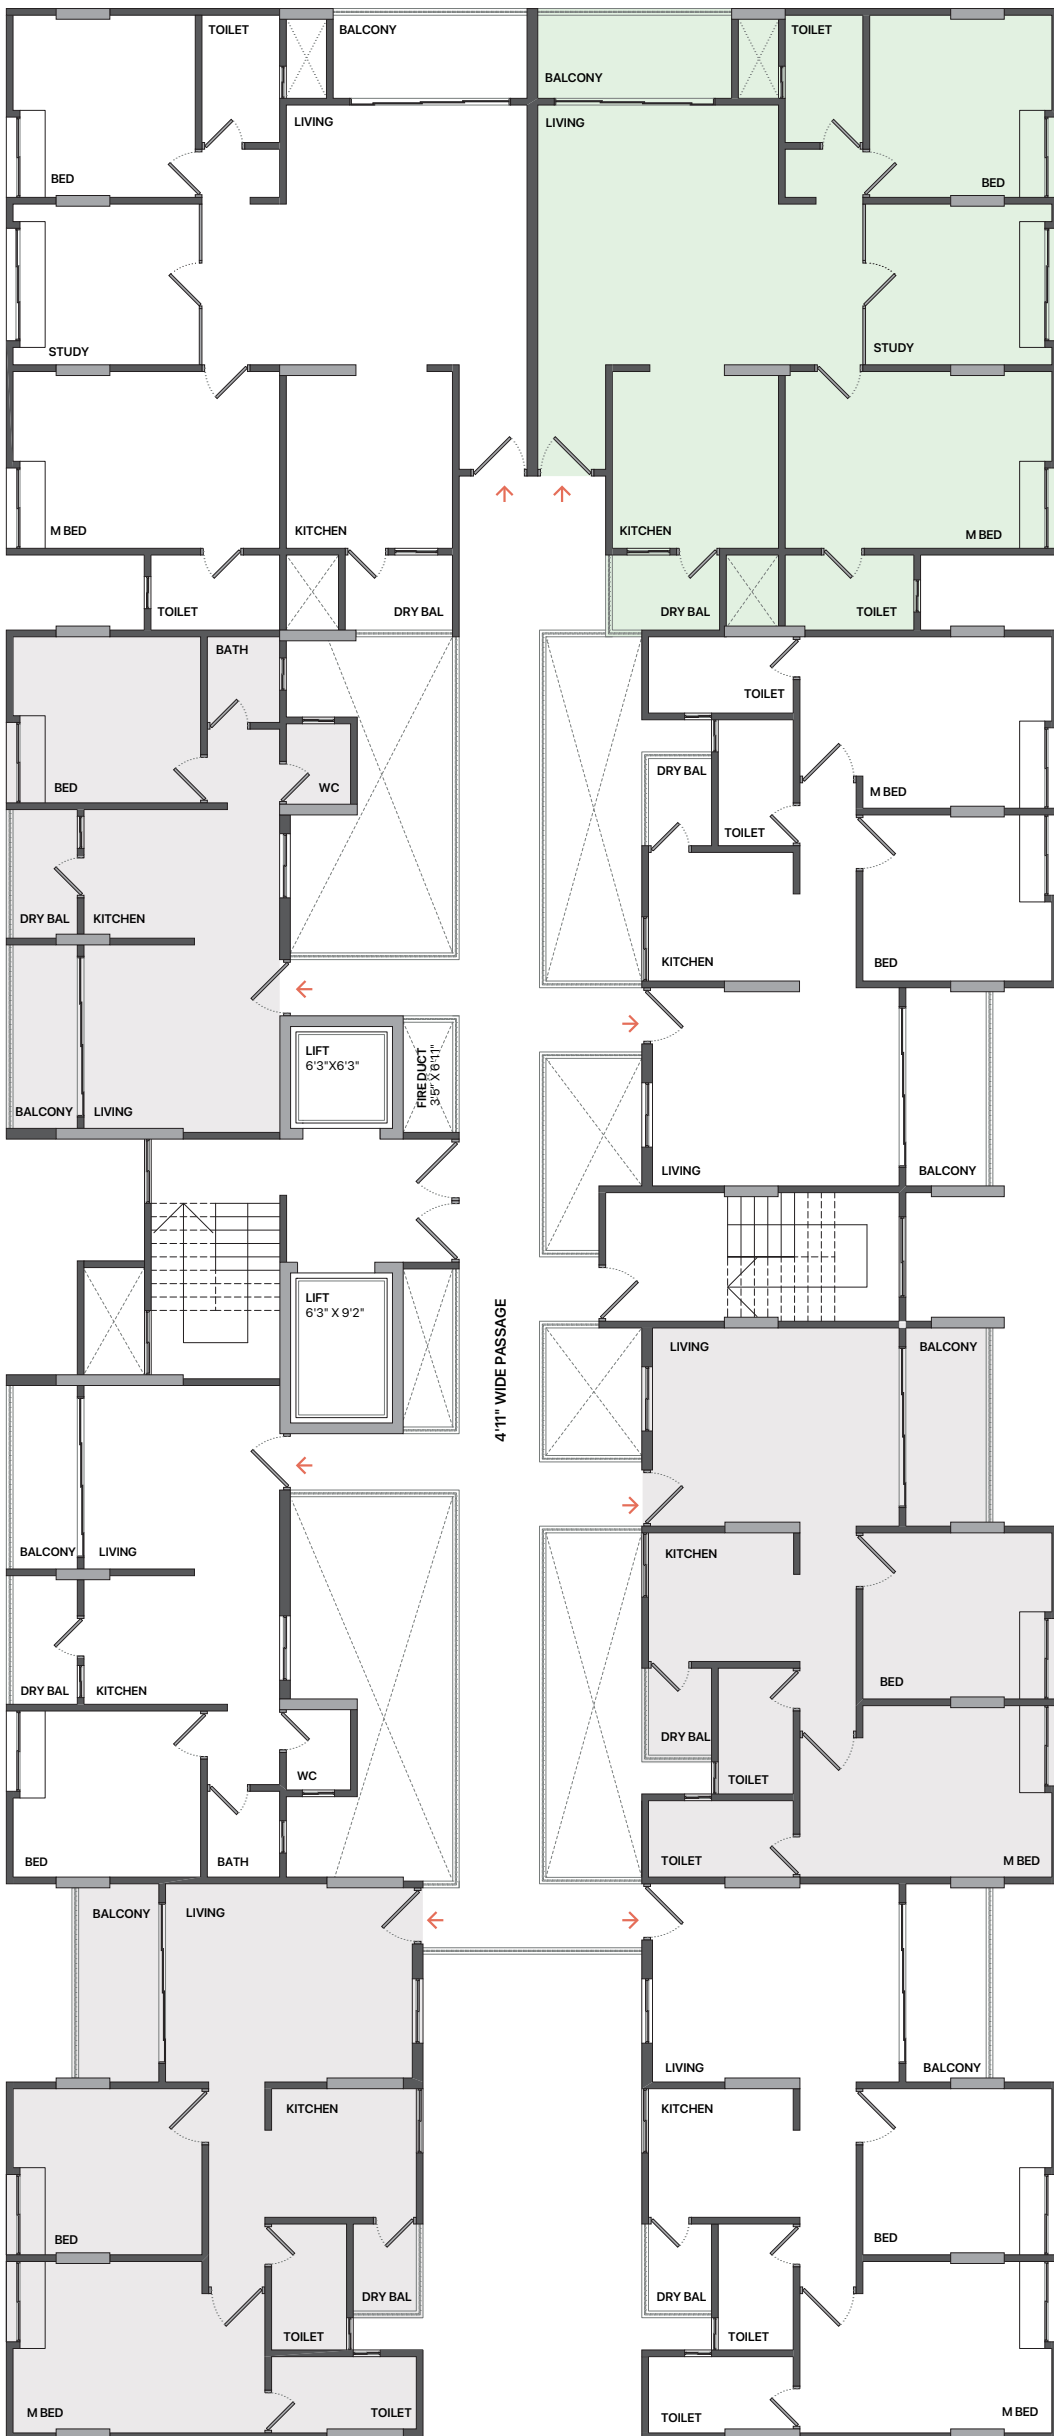 TOILET
BALCONY
TOILET
BALCONY
LIVING
LIVING
BED
BED
STUDY
STUDY
M BED
KITCHEN
KITCHEN
M BED
TOILET
DRY BAL
DRY BAL
TOILET
BATH
TOILET
BED
WC
DRY BAL
M BED
TOILET
DRY BAL
KITCHEN
KITCHEN
BED
LIFT
6'3"X6'3"
FIRE DUCT
3'5" X 6'11"
BALCONY
LIVING
LIVING
BALCONY
LIFT
6'3" X 9'2"
4'11" WIDE PASSAGE
LIVING
BALCONY
BALCONY
LIVING
KITCHEN
DRY BAL
KITCHEN
BED
DRY BAL
WC
TOILET
BED
BATH
TOILET
M BED
BALCONY
LIVING
LIVING
BALCONY
KITCHEN
KITCHEN
BED
BED
DRY BAL
DRY BAL
TOILET
TOILET
M BED
TOILET
TOILET
M BED